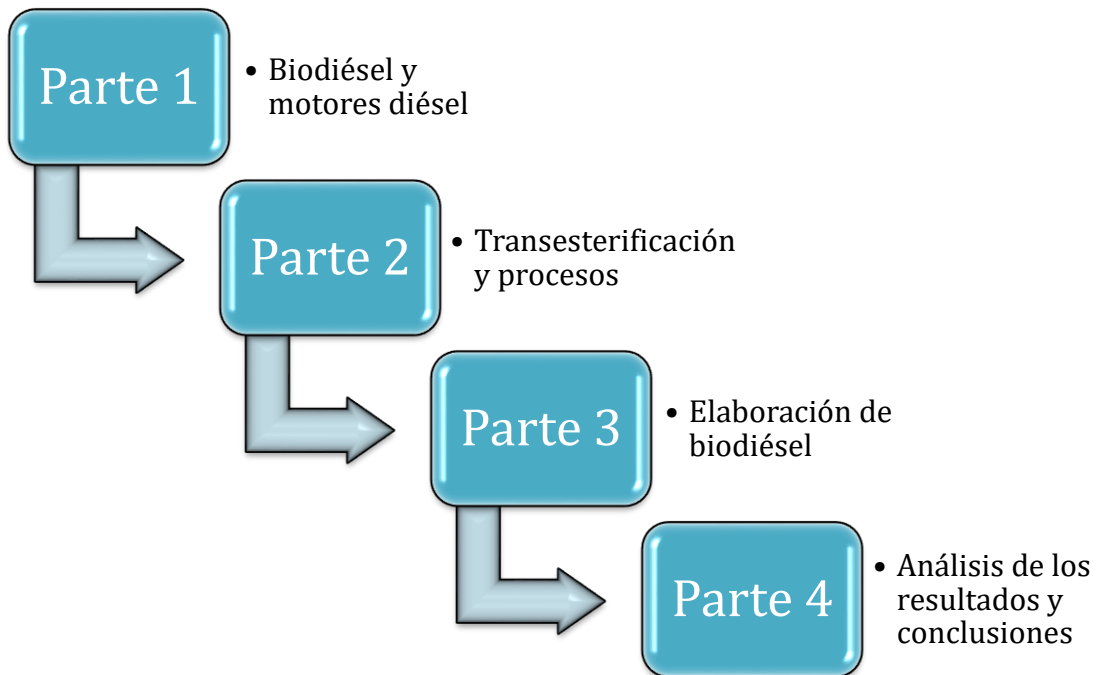 Parte 1
• Biodiésel y
motores diésel
Parte 2
• Transesterificación
y procesos
Parte 3
• Elaboración de
biodiésel
Parte 4
• Análisis de los
resultados y
conclusiones